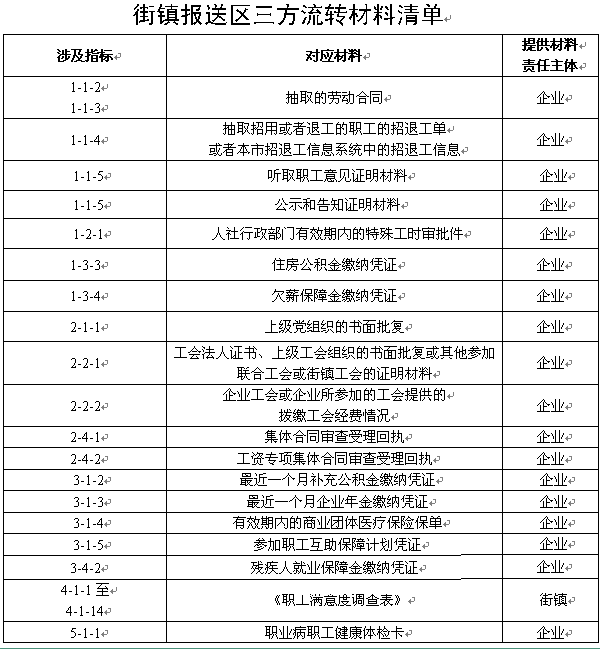 街镇报送区三方流转材料清单
涉及指标 对应材料 提供材料
责任主体
1-1-2
1-1-3 抽取的劳动合同 企业
1-1-4 抽取招用或者退工的职工的招退工单
或者本市招退工信息系统中的招退工信息 企业
1-1-5 听取职工意见证明材料 企业
1-1-5 公示和告知证明材料 企业
1-2-1 人社行政部门有效期内的特殊工时审批件 企业
1-3-3 住房公积金缴纳凭证 企业
1-3-4 欠薪保障金缴纳凭证 企业
2-1-1 上级党组织的书面批复 企业
2-2-1 工会法人证书、上级工会组织的书面批复或其他参加
联合工会或街镇工会的证明材料 企业
2-2-2 企业工会或企业所参加的工会提供的
拨缴工会经费情况 企业
2-4-1 集体合同审查受理回执 企业
2-4-2 工资专项集体合同审查受理回执 企业
3-1-2 最近一个月补充公积金缴纳凭证 企业
3-1-3 最近一个月企业年金缴纳凭证 企业
3-1-4 有效期内的商业团体医疗保险保单 企业
3-1-5 参加职工互助保障计划凭证 企业
3-4-2 残疾人就业保障金缴纳凭证 企业
4-1-1 至
4-1-14 《职工满意度调查表》 街镇
5-1-1 职业病职工健康体检卡 企业